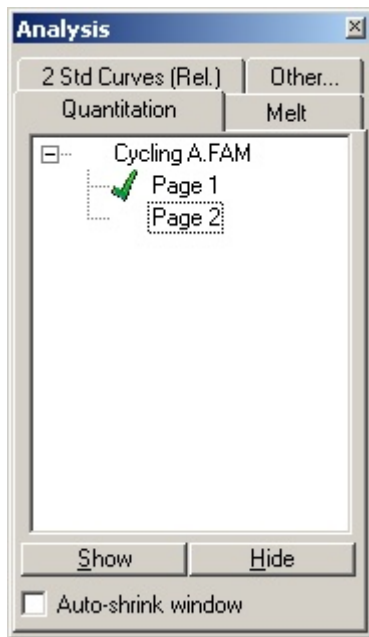 Analysis
2 Std Curves (Rel.) Other...
Quantitation Melt
Cycling A.FAM
Page 1
Page 2
Show Hide
Auto-shrink window